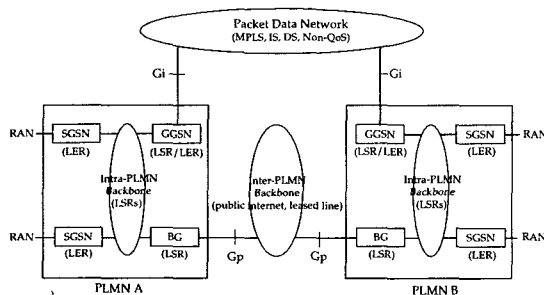 Packet Data Network
(MPLS, IS, DS, Non-QoS)
Gi
Gi
RAN
SGSN
(LER)
GGSN
(LSR/LER)
GGSN
(LSR/LER)
SGSN
(LER)
RAN
Intra-PLMN
Backbone
(LSRs)
Inter-PLMN
Backbone
(public internet, leased line)
Intra-PLMN
Backbone
(LSRs)
RAN
SGSN
(LER)
BG
(LSR)
Gp
Gp
BG
(LSR)
SGSN
(LER)
RAN
PLMN A
PLMN B